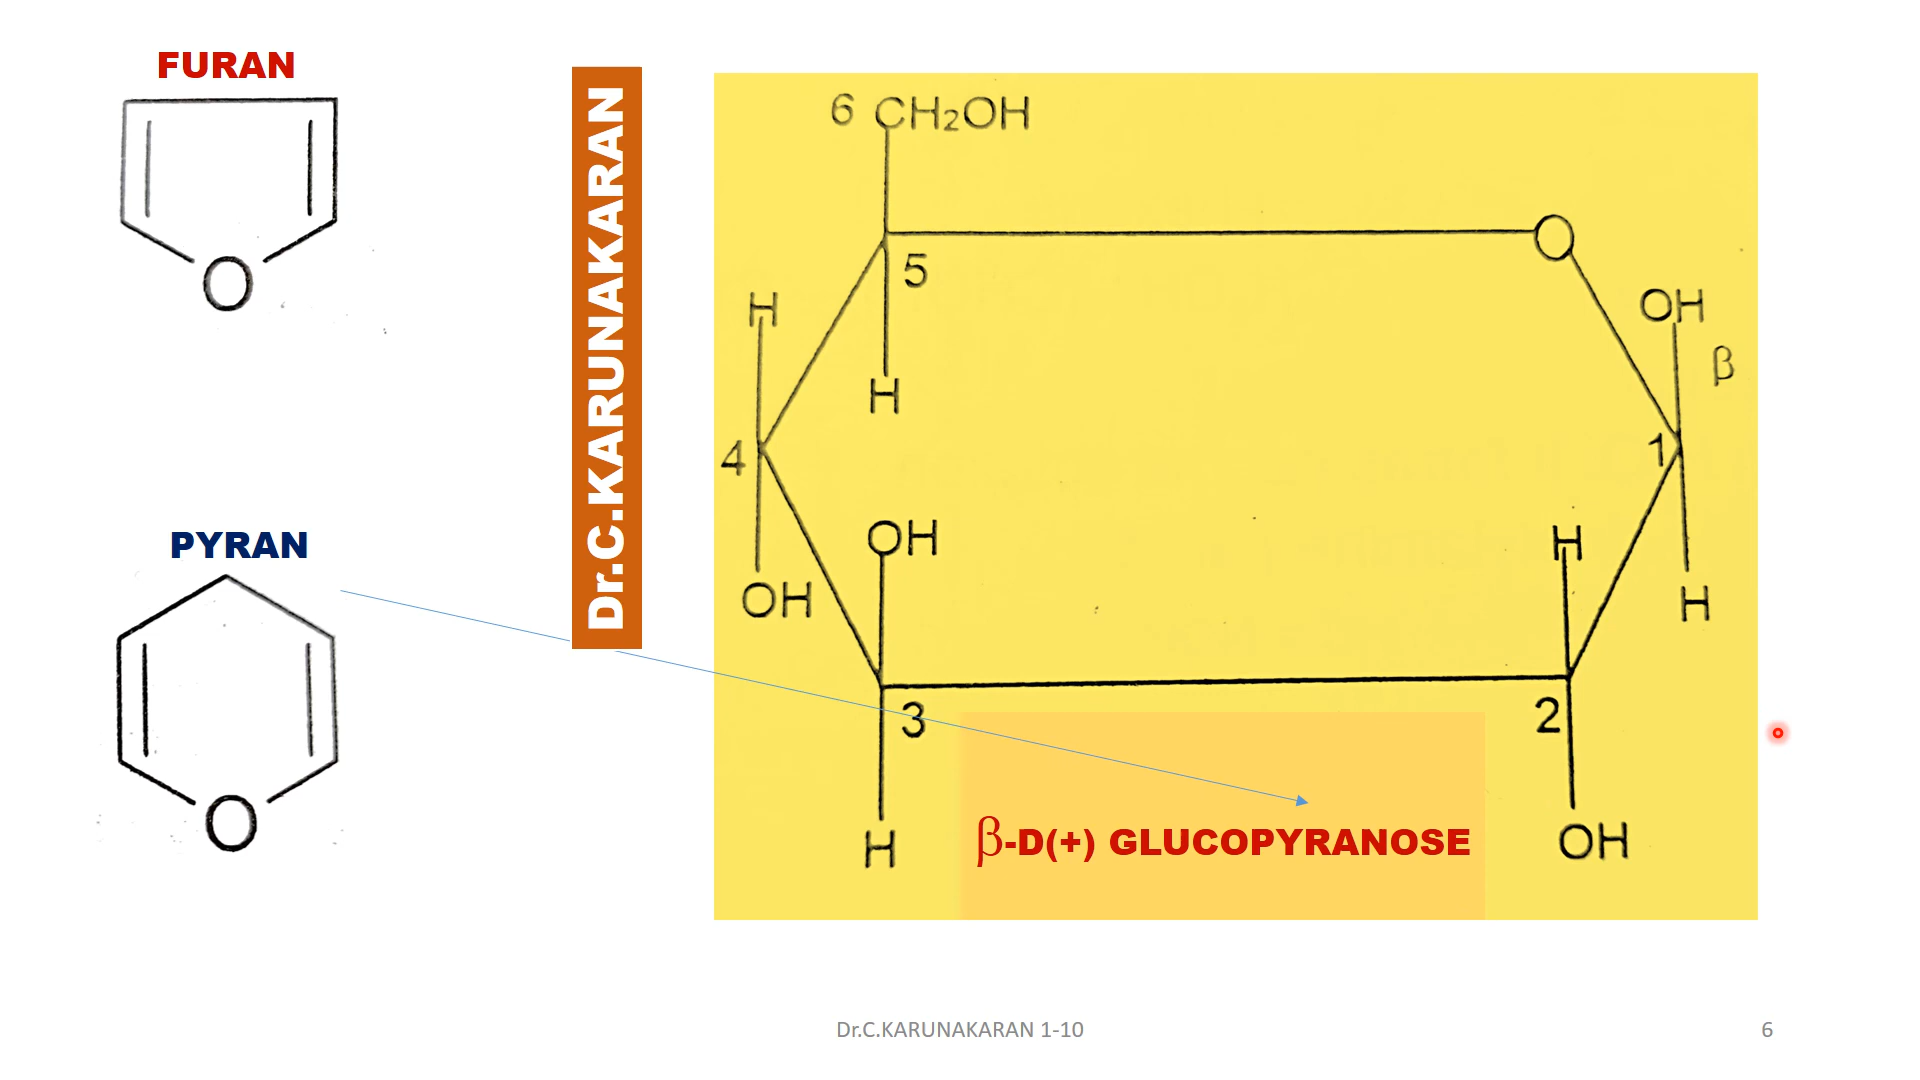 FURAN
O
PYRAN
O
Dr.C.KARUNAKARAN
6 CH2OH
O
5
H
OH
β
H
4
1
OH
H
OH
H
3
2
H
OH
β-D(+) GLUCOPYRANOSE
Dr.C.KARUNAKARAN 1-10
6